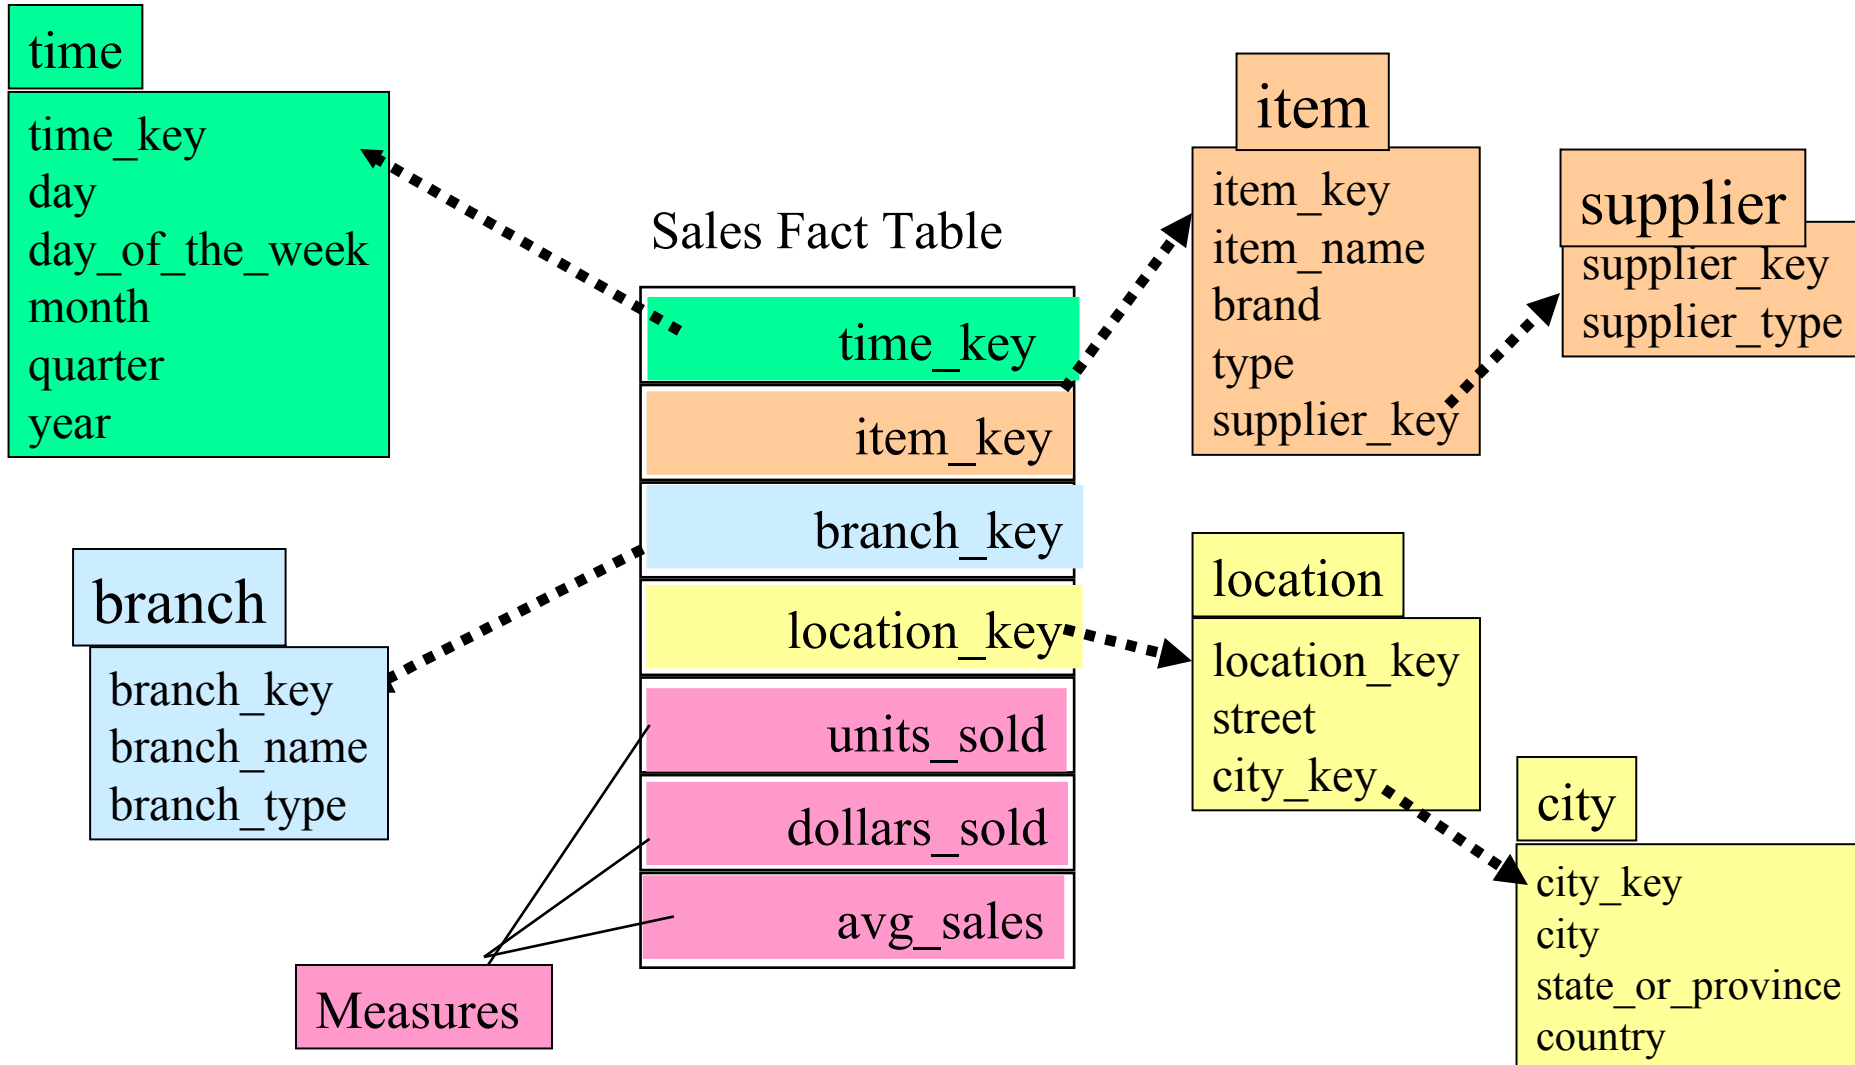 time
time_key
day
day_of_the_week
month
quarter
year
Sales Fact Table
time_key
item_key
branch_key
location_key
units_sold
dollars_sold
avg_sales
Measures
branch
branch_key
branch_name
branch_type
item
item_key
item_name
brand
type
supplier_key
supplier
supplier_key
supplier_type
location
location_key
street
city_key
city
city_key
city
state_or_province
country